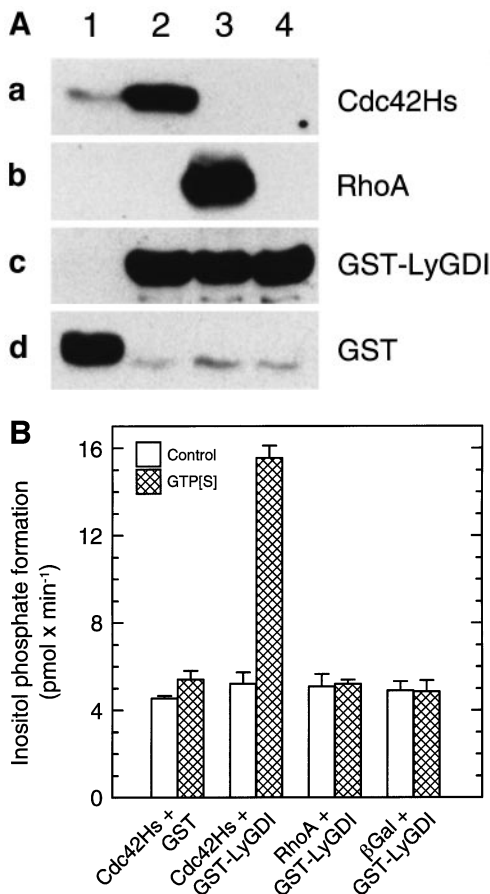 A 1 2 3 4
a Cdc42Hs
b RhoA
c GST-LyGDI
d GST
B
Inositol phosphate formation
(pmol x min-1)
16
12
8
4
0
Control
GTP[S]
Cdc42Hs +
GST
Cdc42Hs +
GST-LyGDI
RhoA +
GST-LyGDI
βGal +
GST-LyGDI